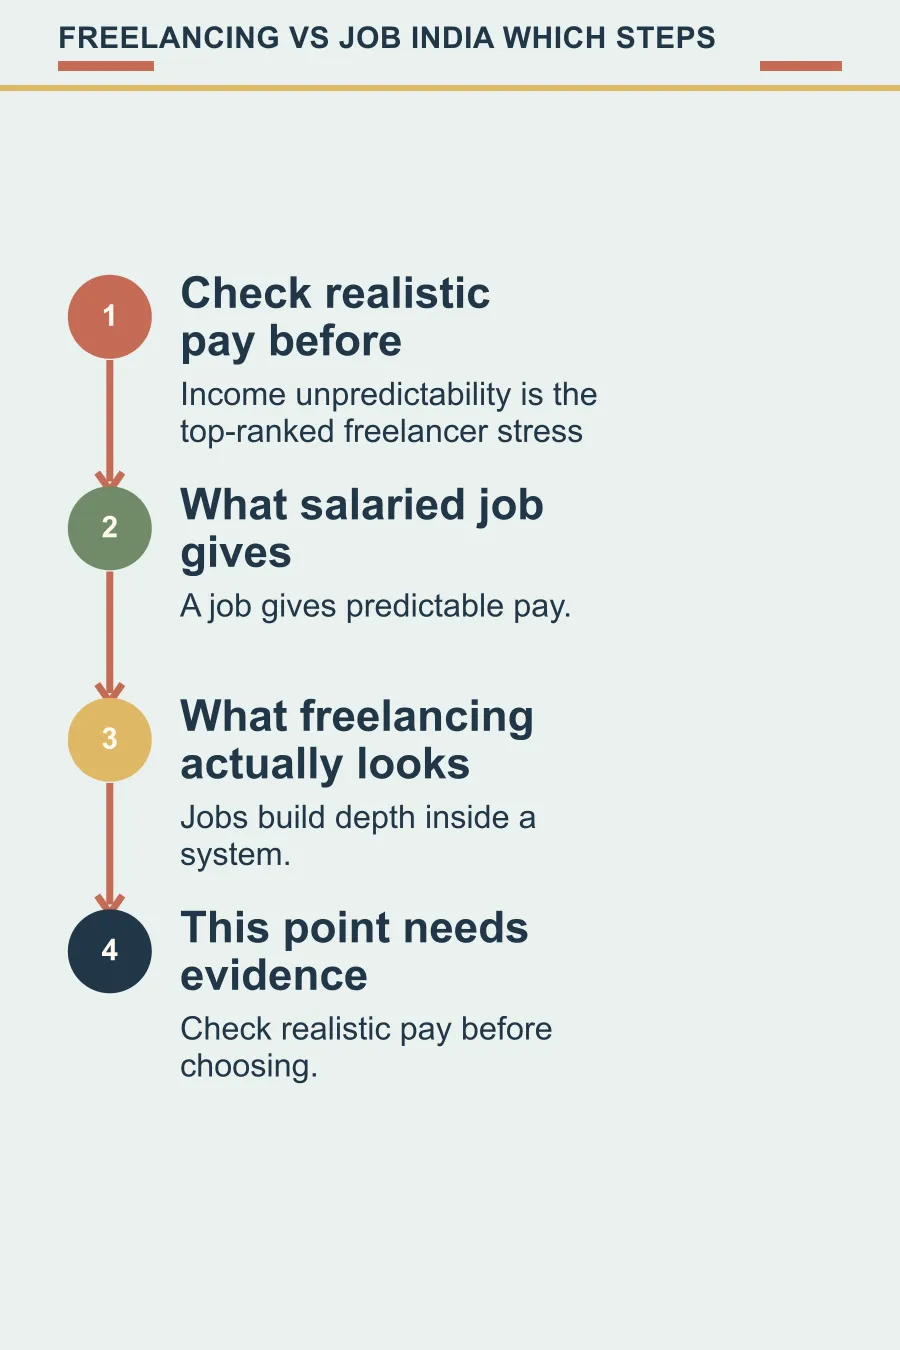 FREELANCING VS JOB INDIA WHICH STEPS
1
Check realistic
pay before
Income unpredictability is the
top-ranked freelancer stress
2
What salaried job
gives
A job gives predictable pay.
3
What freelancing
actually looks
Jobs build depth inside a
system.
4
This point needs
evidence
Check realistic pay before
choosing.